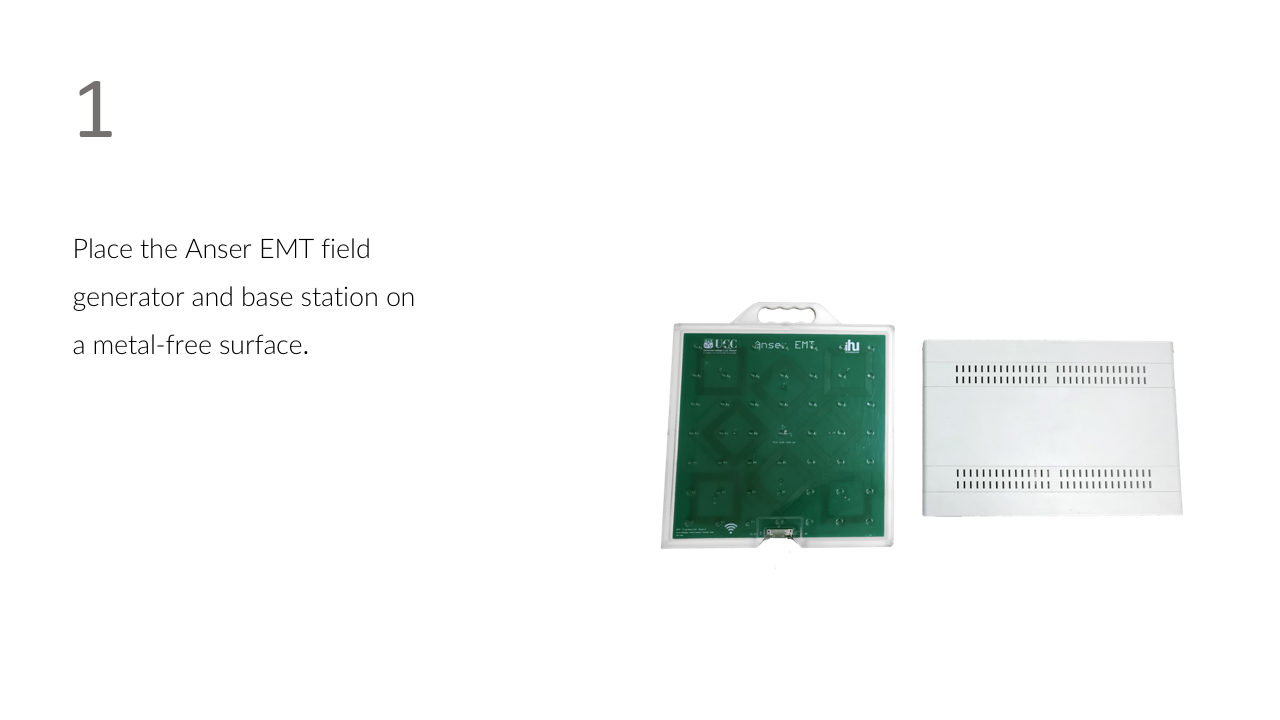 1
Place the Anser EMT field
generator and base station on
a metal-free surface.
UCC
Anser EMT
ihu